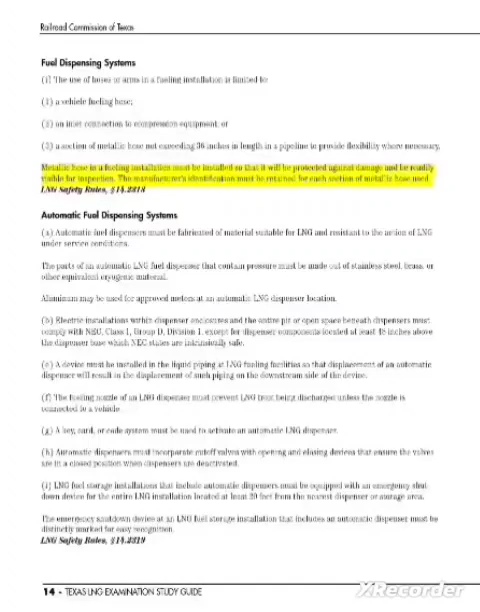 Railroad Commission of Texas
Fuel Dispensing Systems
(i) The use of hoses or arms in a fueling installation is limited to:
(1) a vehicle fueling hose;
(2) an inlet connection to compression equipment; or
(3) a section of metallic hose not exceeding 36 inches in length in a pipeline to provide flexibility where necessary.
Metallic hose in a fueling installation must be installed so that it will be protected against damage and be readily
visible for inspection. The manufacturer's identification must be retained for each section of metallic hose used.
LNG Safety Rules, §14.2318
Automatic Fuel Dispensing Systems
(a) Automatic fuel dispensers must be fabricated of material suitable for LNG and resistant to the action of LNG
under service conditions.
The parts of an automatic LNG fuel dispenser that contain pressure must be made out of stainless steel, brass, or
other equivalent cryogenic material.
Aluminum may be used for approved meters at an automatic LNG dispenser location.
(b) Electric installations within dispenser enclosures and the entire pit or open space beneath dispensers must
comply with NEC, Class I, Group D, Division 1, except for dispenser components located at least 48 inches above
the dispenser base which NEC states are intrinsically safe.
(e) A device must be installed in the liquid piping at LNG fueling facilities so that displacement of an automatic
dispenser will result in the displacement of such piping on the downstream side of the device.
(f) The fueling nozzle of an LNG dispenser must prevent LNG from being discharged unless the nozzle is
connected to a vehicle.
(g) A key, card, or code system must be used to activate an automatic LNG dispenser.
(h) Automatic dispensers must incorporate cutoff valves with opening and closing devices that ensure the valves
are in a closed position when dispensers are deactivated.
(i) LNG fuel storage installations that include automatic dispensers must be equipped with an emergency shut
down device for the entire LNG installation located at least 20 feet from the nearest dispenser or storage area.
The emergency shutdown device at an LNG fuel storage installation that includes an automatic dispenser must be
distinctly marked for easy recognition.
LNG Safety Rules, §14.2319
14 - TEXAS LNG EXAMINATION STUDY GUIDE
XRecorder